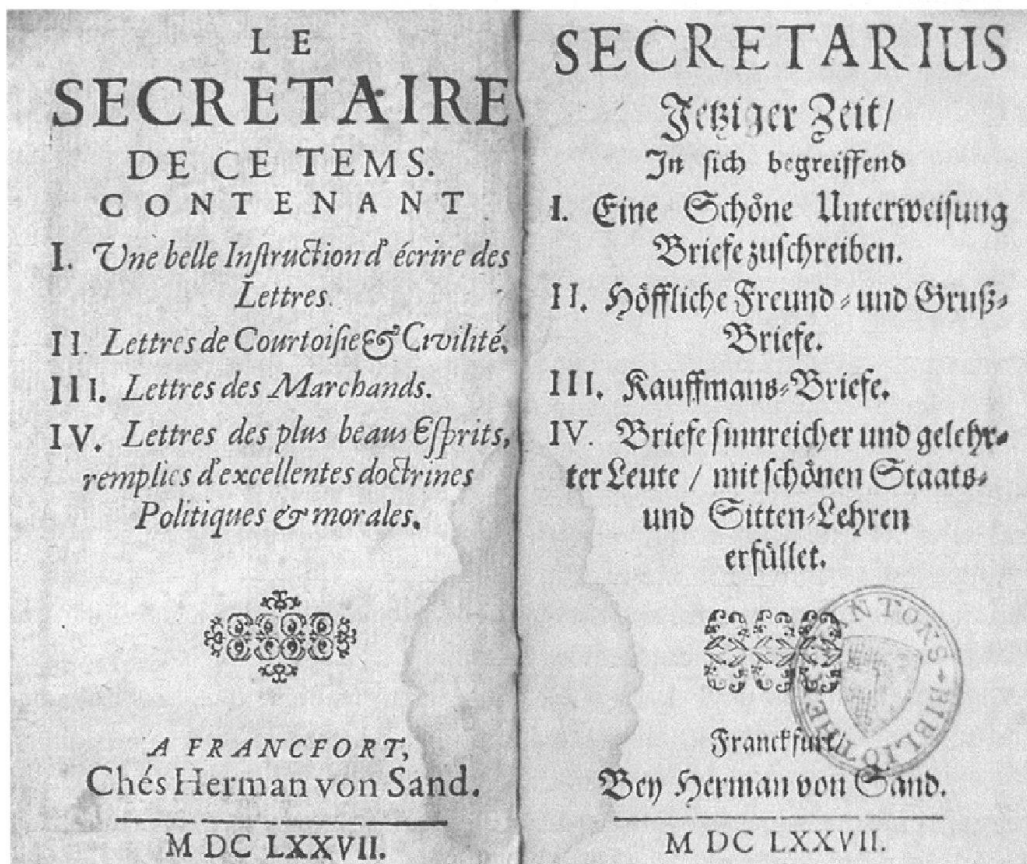 LE
SECRETAIRE
DE CE TEMS.
CONTENANT
I. Une belle Instruction d' écrire des
Lettres.
II. Lettres de Courtoisie & Civilité.
III. Lettres des Marchands.
IV. Lettres des plus beaus Esprits,
remplies d'excellentes doctrines
Politiques & morales.
A FRANCFORT,
Chés Herman von Sand.
M DC LXXVII.
SECRETARIUS
Jetziger Zeit/
In sich begreiffend
I. Eine Schöne Unterweisung
Briefe zuschreiben.
II. Höffliche Freund- und Gruß-
Briefe.
III. Kauffmans-Briefe.
IV. Briefe sinnreicher und gelehr-
ter Leute / mit schönen Staats-
und Sitten-Lehren
erfüllet.
KANTONSBIBLIOTHEK
Franckfurt/
Bey Herman von Sand.
M DC LXXVII.